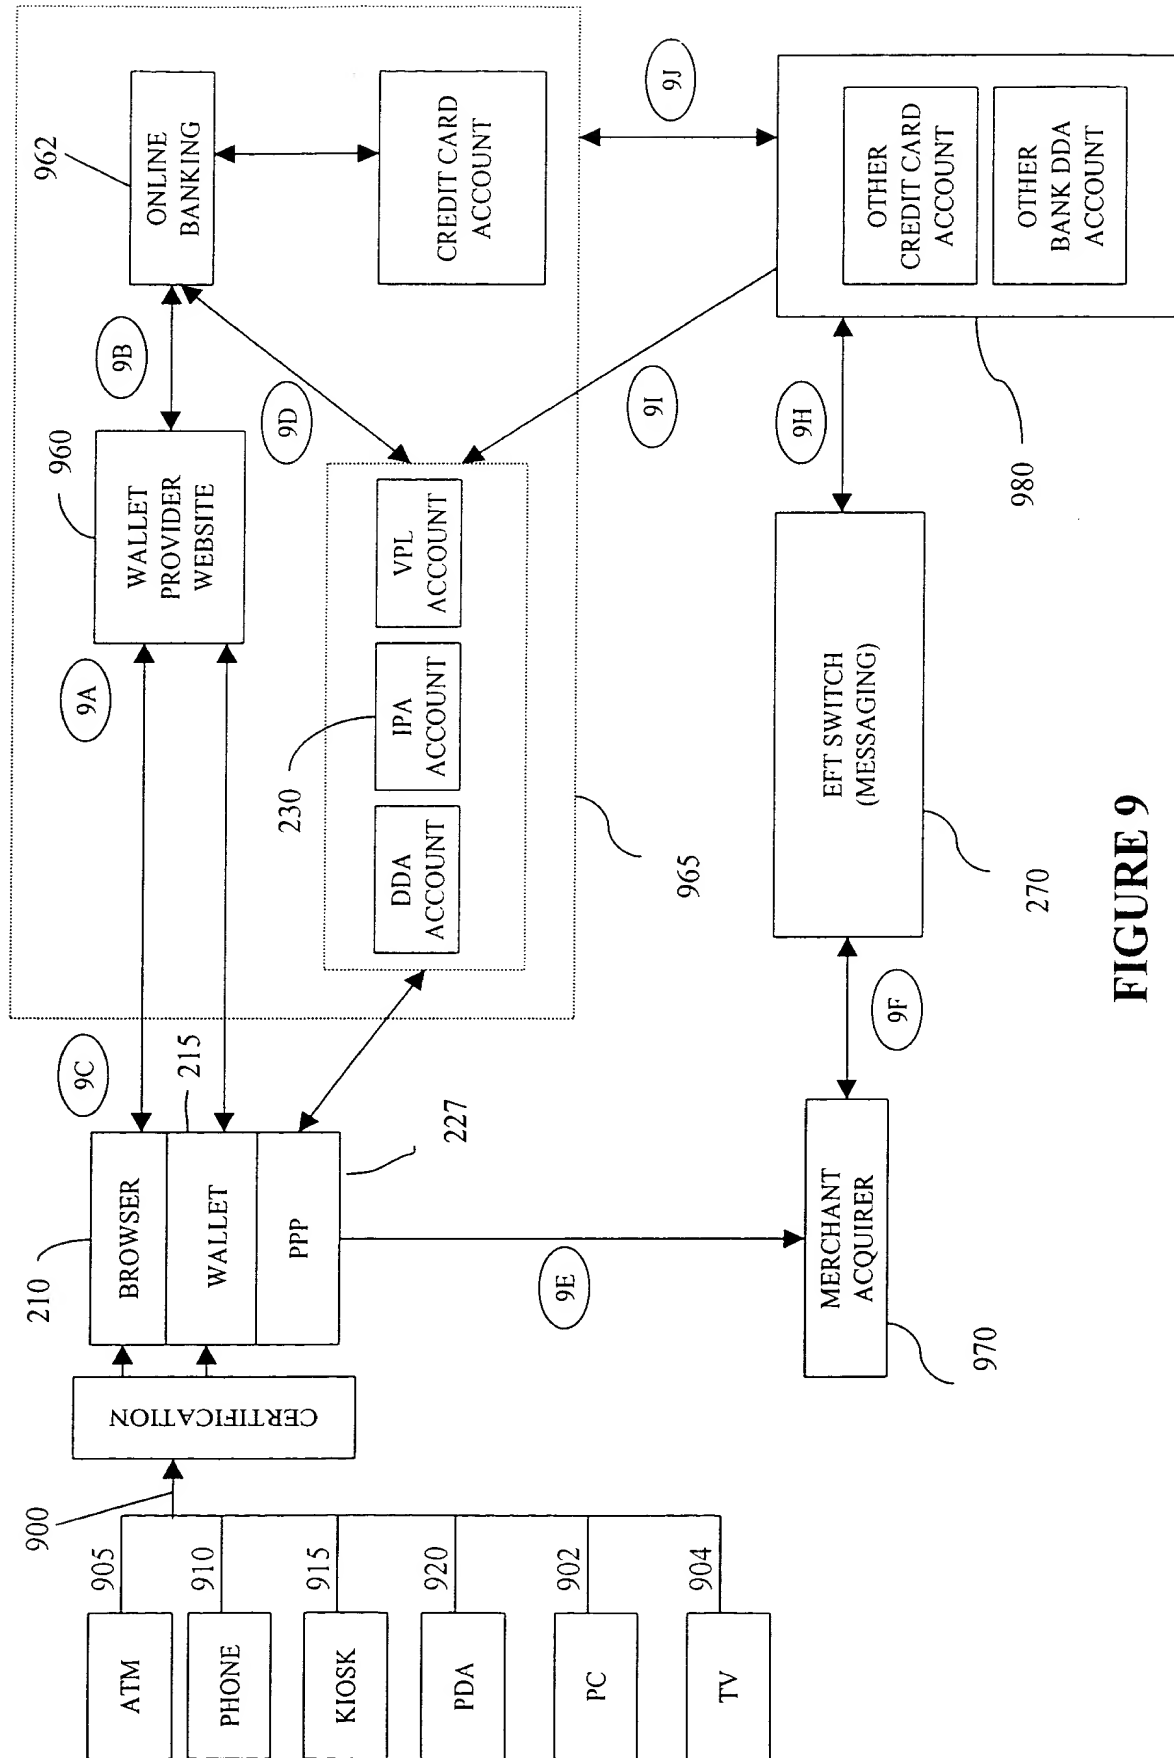 ATM
905
PHONE
910
KIOSK
915
PDA
920
PC
902
TV
904
900
CERTIFICATION
210
BROWSER
215
WALLET
PPP
227
9C
9A
960
WALLET
PROVIDER
WEBSITE
9B
962
ONLINE
BANKING
9D
CREDIT CARD
ACCOUNT
230
DDA
ACCOUNT
IPA
ACCOUNT
VPL
ACCOUNT
965
9E
MERCHANT
ACQUIRER
970
9F
EFT SWITCH
(MESSAGING)
270
9H
9I
9J
OTHER
CREDIT CARD
ACCOUNT
OTHER
BANK DDA
ACCOUNT
980
FIGURE 9